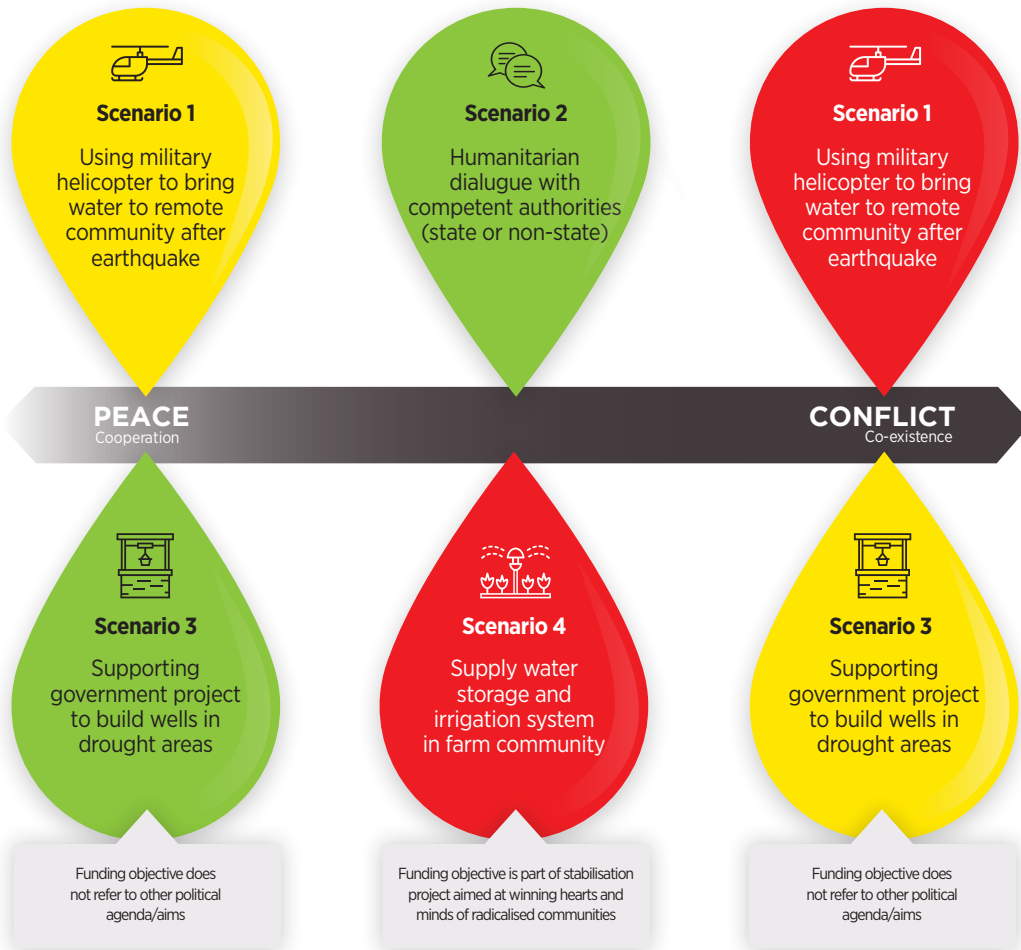 Scenario 1
Using military
helicopter to bring
water to remote
community after
earthquake
Scenario 2
Humanitarian
dialogue with
competent authorities
(state or non-state)
Scenario 1
Using military
helicopter to bring
water to remote
community after
earthquake
PEACE
Cooperation
CONFLICT
Co-existence
Scenario 3
Supporting
government project
to build wells in
drought areas
Scenario 4
Supply water
storage and
irrigation system
in farm community
Scenario 3
Supporting
government project
to build wells in
drought areas
Funding objective does
not refer to other political
agenda/aims
Funding objective is part of stabilisation
project aimed at winning hearts and
minds of radicalised communities
Funding objective does
not refer to other political
agenda/aims